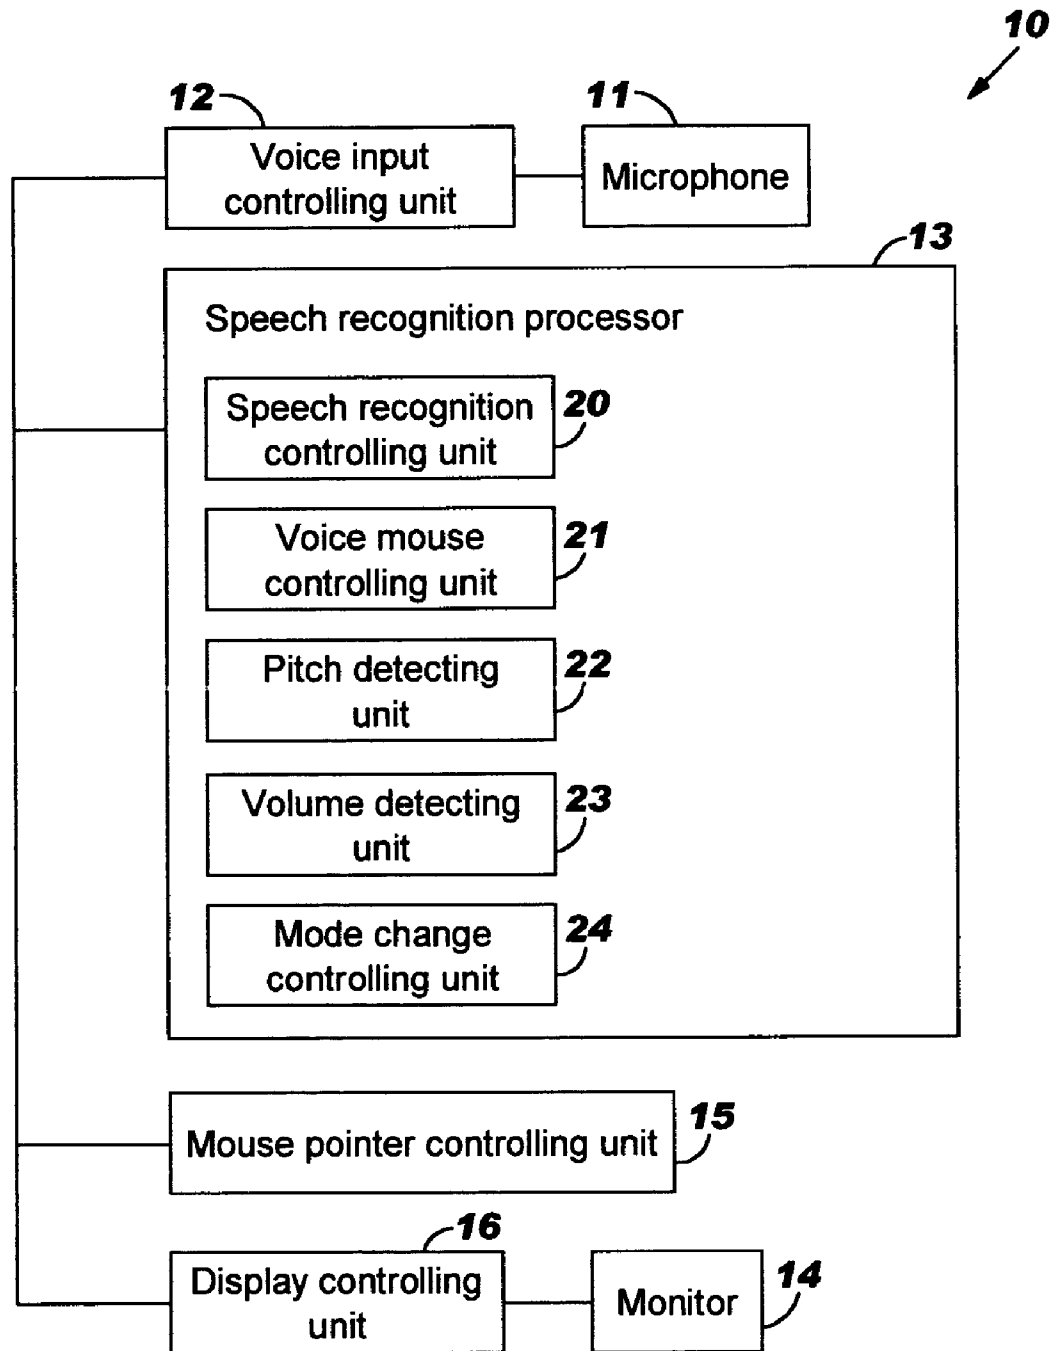 10
12
11
Voice input
controlling unit
Microphone
13
Speech recognition processor
Speech recognition
controlling unit
20
Voice mouse
controlling unit
21
Pitch detecting
unit
22
Volume detecting
unit
23
Mode change
controlling unit
24
Mouse pointer controlling unit
15
16
Display controlling
unit
Monitor
14